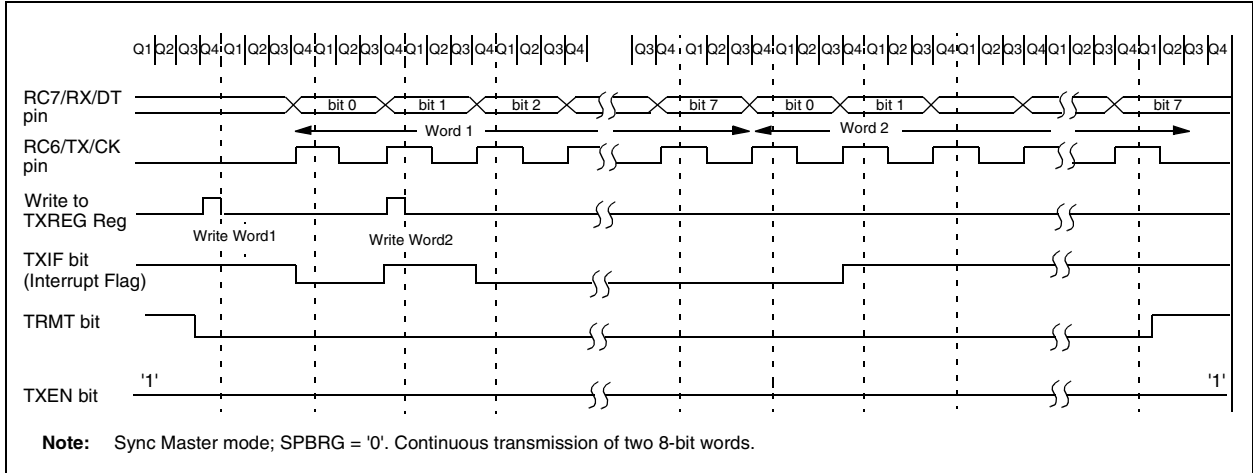 Q1 Q2 Q3 Q4 Q1 Q2 Q3 Q4 Q1 Q2 Q3 Q4 Q1 Q2 Q3 Q4 Q1 Q2 Q3 Q4 Q3 Q4 Q1 Q2 Q3 Q4 Q1 Q2 Q3 Q4 Q1 Q2 Q3 Q4 Q1 Q2 Q3 Q4 Q1 Q2 Q3 Q4 Q1 Q2 Q3 Q4
RC7/RX/DT
pin
bit 0 bit 1 bit 2 bit 7 bit 0 bit 1 bit 7
Word 1 Word 2
RC6/TX/CK
pin
Write to
TXREG Reg
Write Word1 Write Word2
TXIF bit
(Interrupt Flag)
TRMT bit
'1' '1'
TXEN bit
Note: Sync Master mode; SPBRG = '0'. Continuous transmission of two 8-bit words.